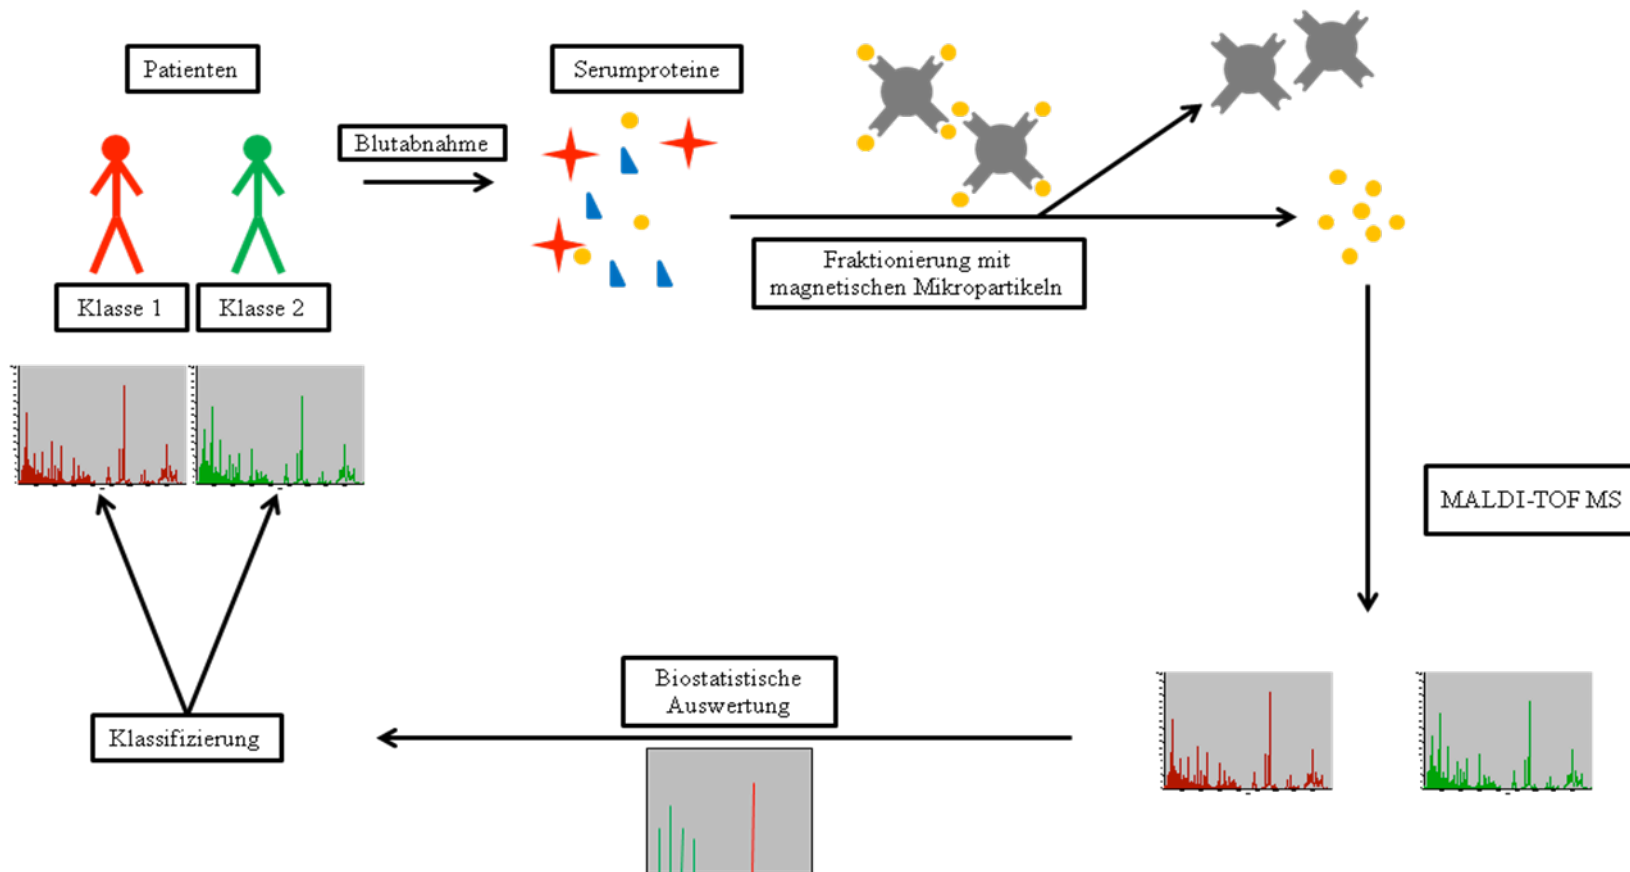 Patienten
Serumproteine
Blutabnahme
Fraktionierung mit
magnetischen Mikropartikeln
Klasse 1
Klasse 2
MALDI-TOF MS
Biostatistische
Auswertung
Klassifizierung